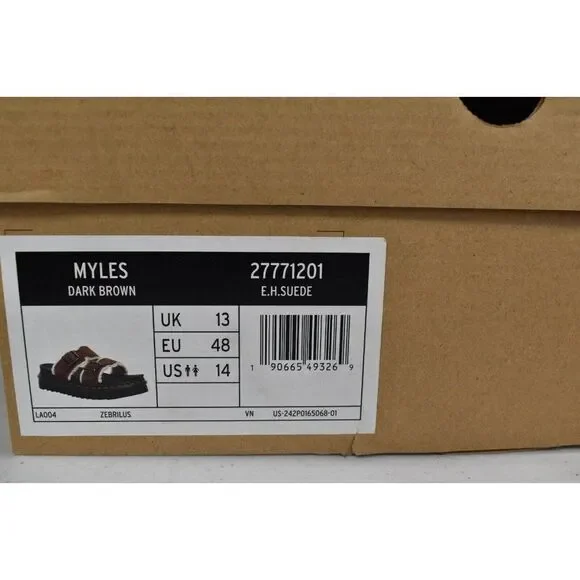 MYLES
DARK BROWN
27771201
E.H.SUEDE
UK 13
EU 48
US 14
1 90665 49326 9
LA004 ZEBRILUS VN US-242P0165068-01